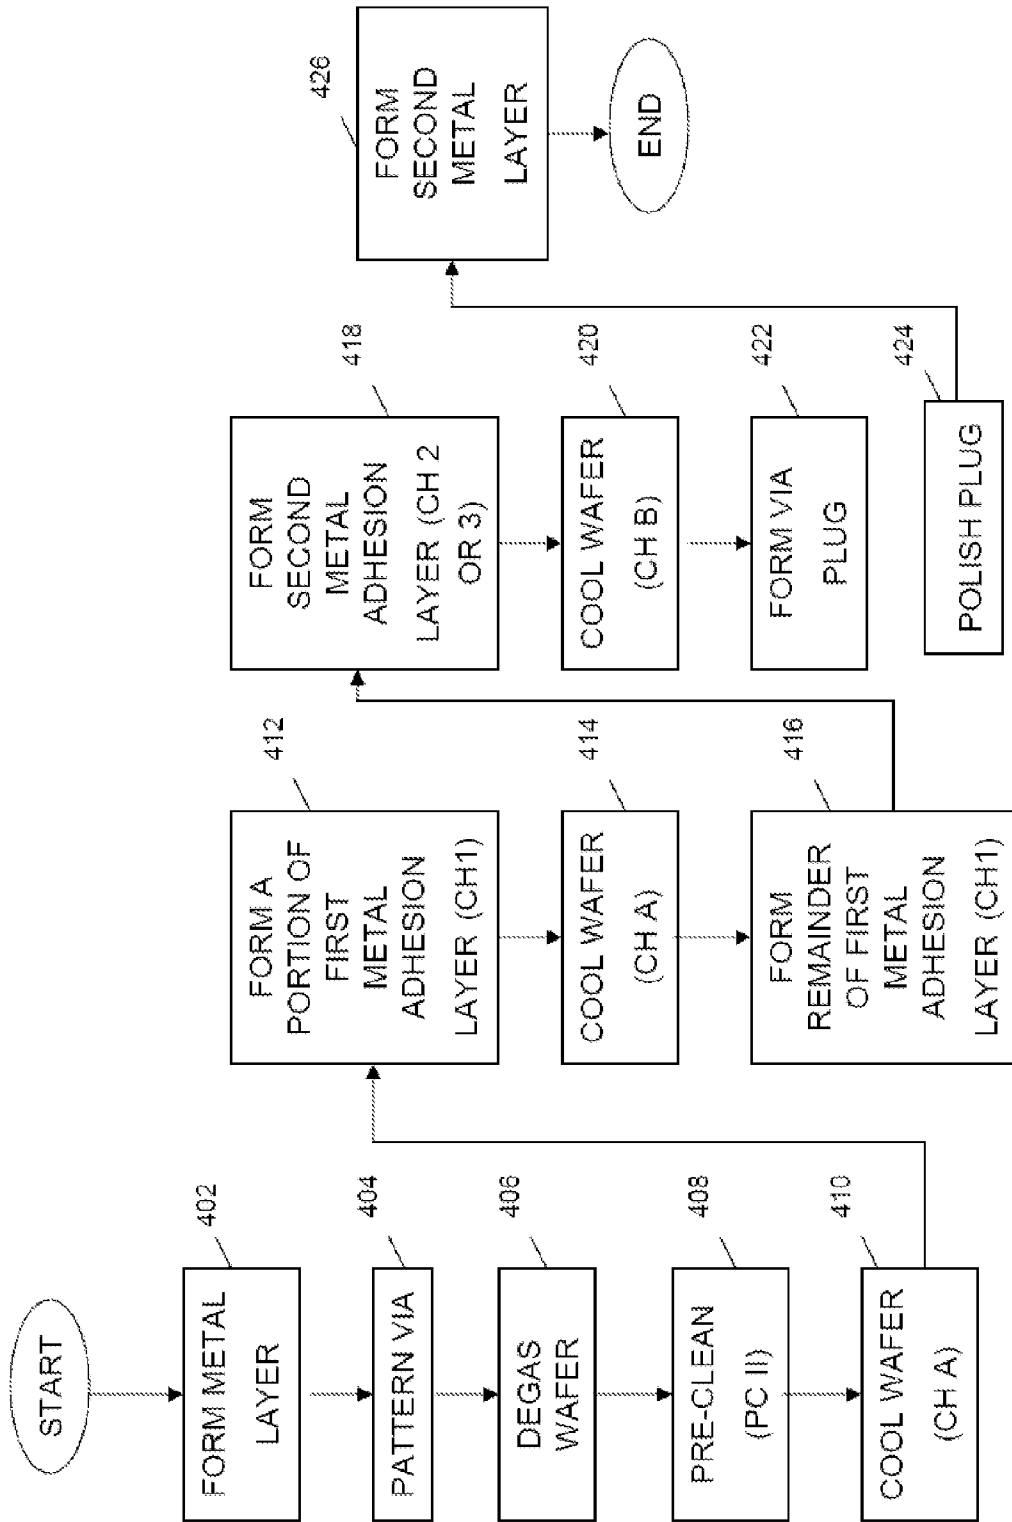 START
402
FORM METAL
LAYER
404
PATTERN VIA
406
DEGAS
WAFER
408
PRE-CLEAN
(PC II)
410
COOL WAFER
(CH A)
412
FORM A
PORTION OF
FIRST
METAL
ADHESION
LAYER (CH1)
414
COOL WAFER
(CH A)
416
FORM
REMAINDER
OF FIRST
METAL
ADHESION
LAYER (CH1)
418
FORM
SECOND
METAL
ADHESION
LAYER (CH 2
OR 3)
420
COOL WAFER
(CH B)
422
FORM VIA
PLUG
424
POLISH PLUG
426
FORM
SECOND
METAL
LAYER
END